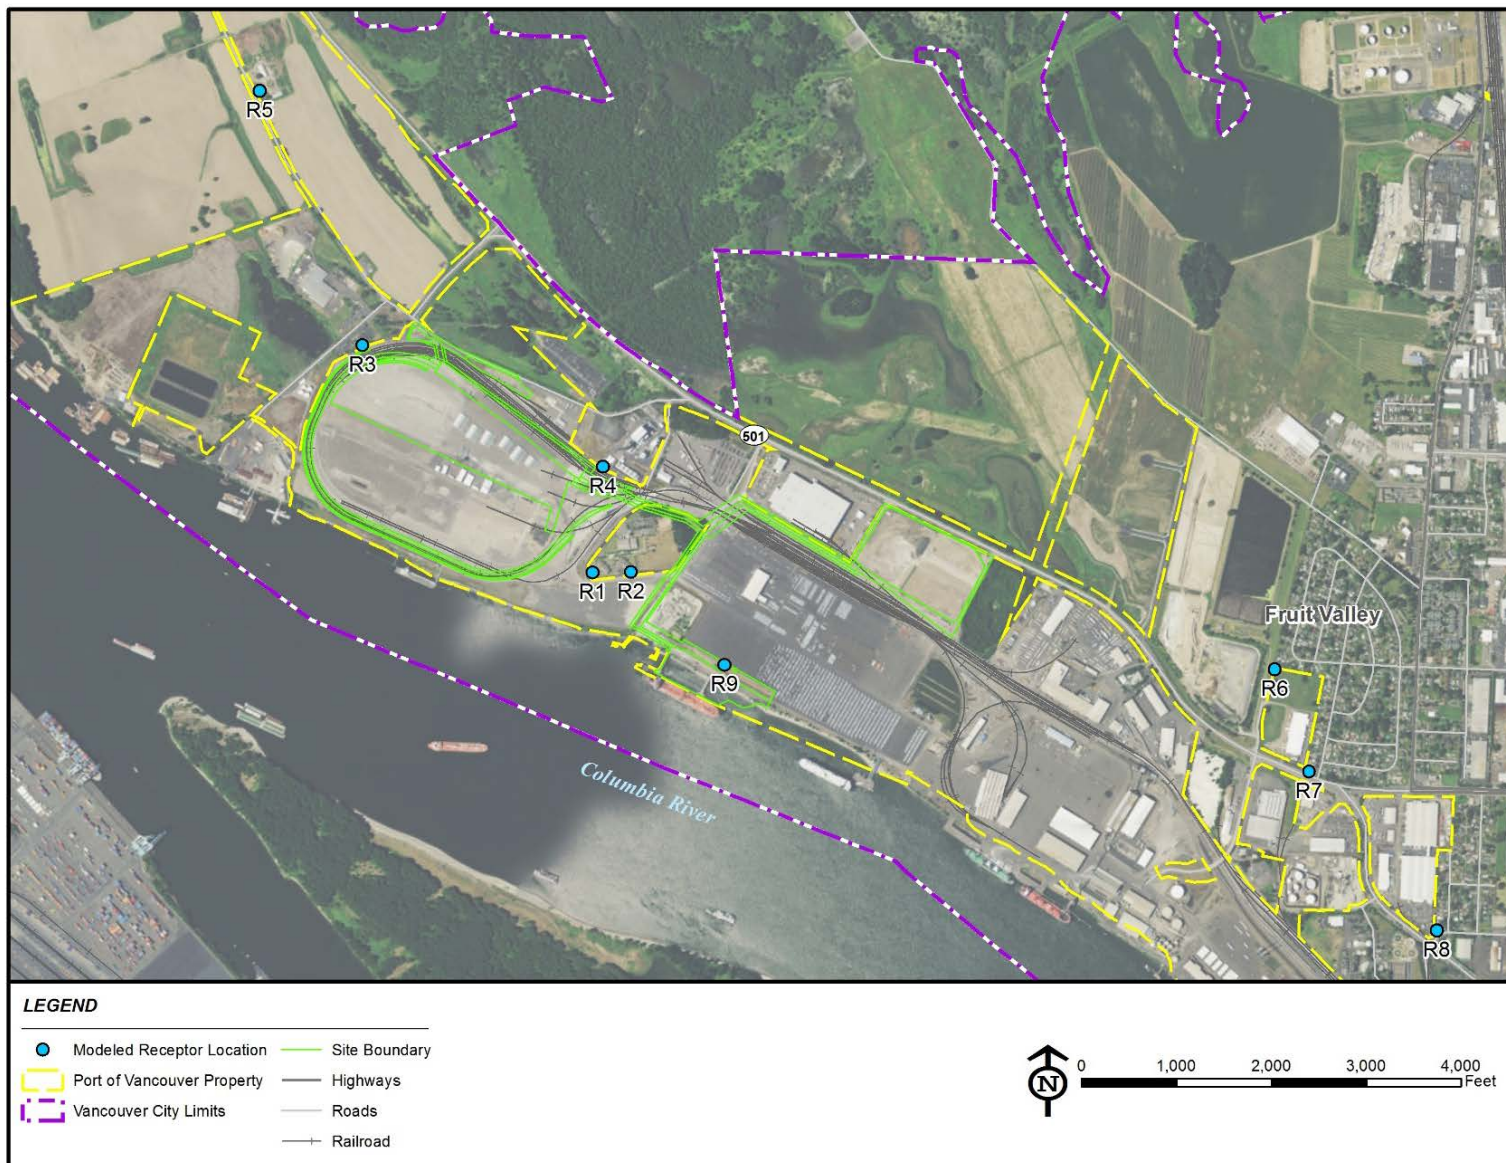 R5
R3
501
R4
R1
R2
Fruit Valley
R9
R6
Columbia River
R7
R8
LEGEND
Modeled Receptor Location
Site Boundary
Port of Vancouver Property
Highways
Vancouver City Limits
Roads
Railroad
N
0 1,000 2,000 3,000 4,000
Feet